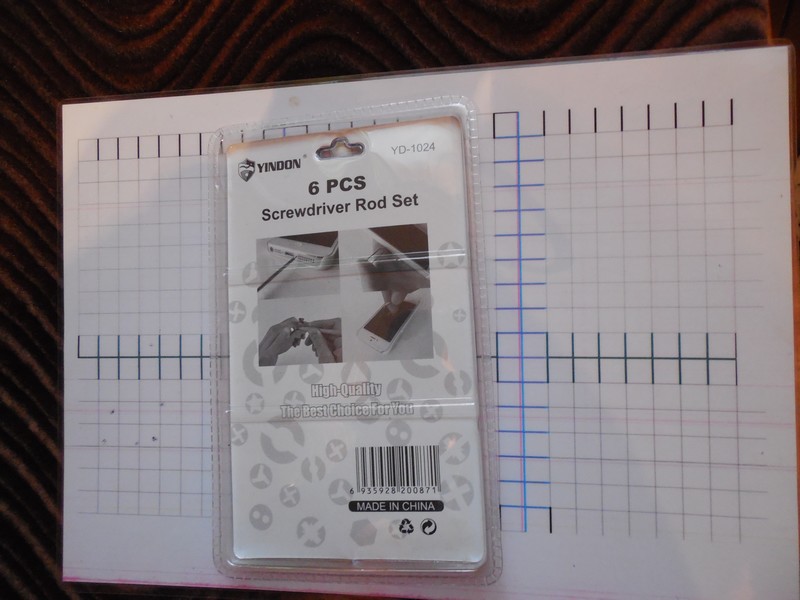 YINDON®
YD-1024
6 PCS
Screwdriver Rod Set
High-Quality
The Best Choice For You
6 935928 200871
MADE IN CHINA